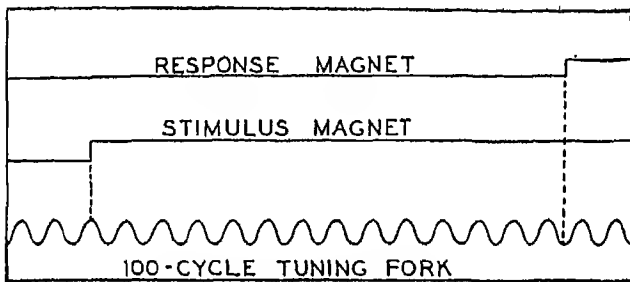 RESPONSE MAGNET
STIMULUS MAGNET
100-CYCLE TUNING FORK